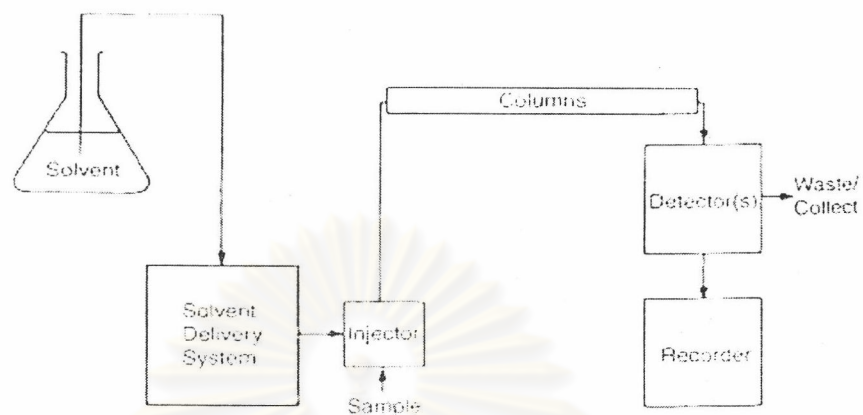 Solvent
Columns
Detector(s)
Waste/
Collect
Solvent
Delivery
System
Injector
Sample
Recorder